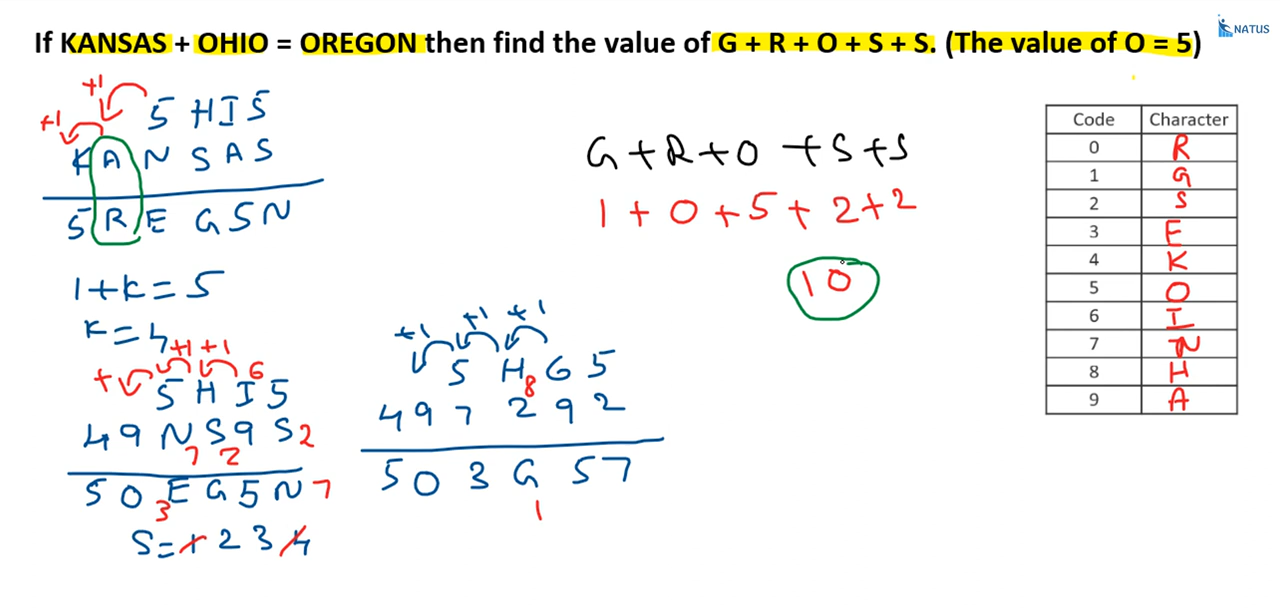 NATUS
If KANSAS + OHIO = OREGON then find the value of G + R + O + S + S. (The value of O = 5)
+1
+1
5 H I 5
K A N S A S
5 R E G 5 N
1 + K = 5
K = 4
+1 +1
+
6
5 H I 5
4 9 N S 9 S 2
7 2
5 0 E G 5 N 7
3
S = 1 2 3 4
+1 +1 +1
5 H 6 5
8
4 9 7 2 9 2
5 0 3 G 5 7
1
G + R + O + S + S
1 + 0 + 5 + 2 + 2
10
Code Character
0 R
1 G
2 S
3 E
4 K
5 O
6 I
7 N
8 H
9 A